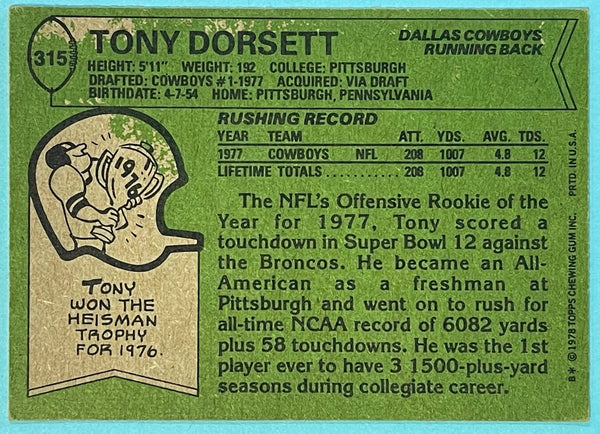 315
TONY DORSETT
DALLAS COWBOYS
RUNNING BACK
HEIGHT: 5'11" WEIGHT: 192 COLLEGE: PITTSBURGH
DRAFTED: COWBOYS #1-1977 ACQUIRED: VIA DRAFT
BIRTHDATE: 4-7-54 HOME: PITTSBURGH, PENNSYLVANIA
RUSHING RECORD
YEAR TEAM ATT. YDS. AVG. TDS.
1977 COWBOYS NFL 208 1007 4.8 12
LIFETIME TOTALS 208 1007 4.8 12
The NFL's Offensive Rookie of the
Year for 1977, Tony scored a
touchdown in Super Bowl 12 against
the Broncos. He became an All-
American as a freshman at
Pittsburgh and went on to rush for
all-time NCAA record of 6082 yards
plus 58 touchdowns. He was the 1st
player ever to have 3 1500-plus-yard
seasons during collegiate career.
1976
TONY
WON THE
HEISMAN
TROPHY
FOR 1976.
B* © 1978 TOPPS CHEWING GUM INC. PRTD. IN U.S.A.